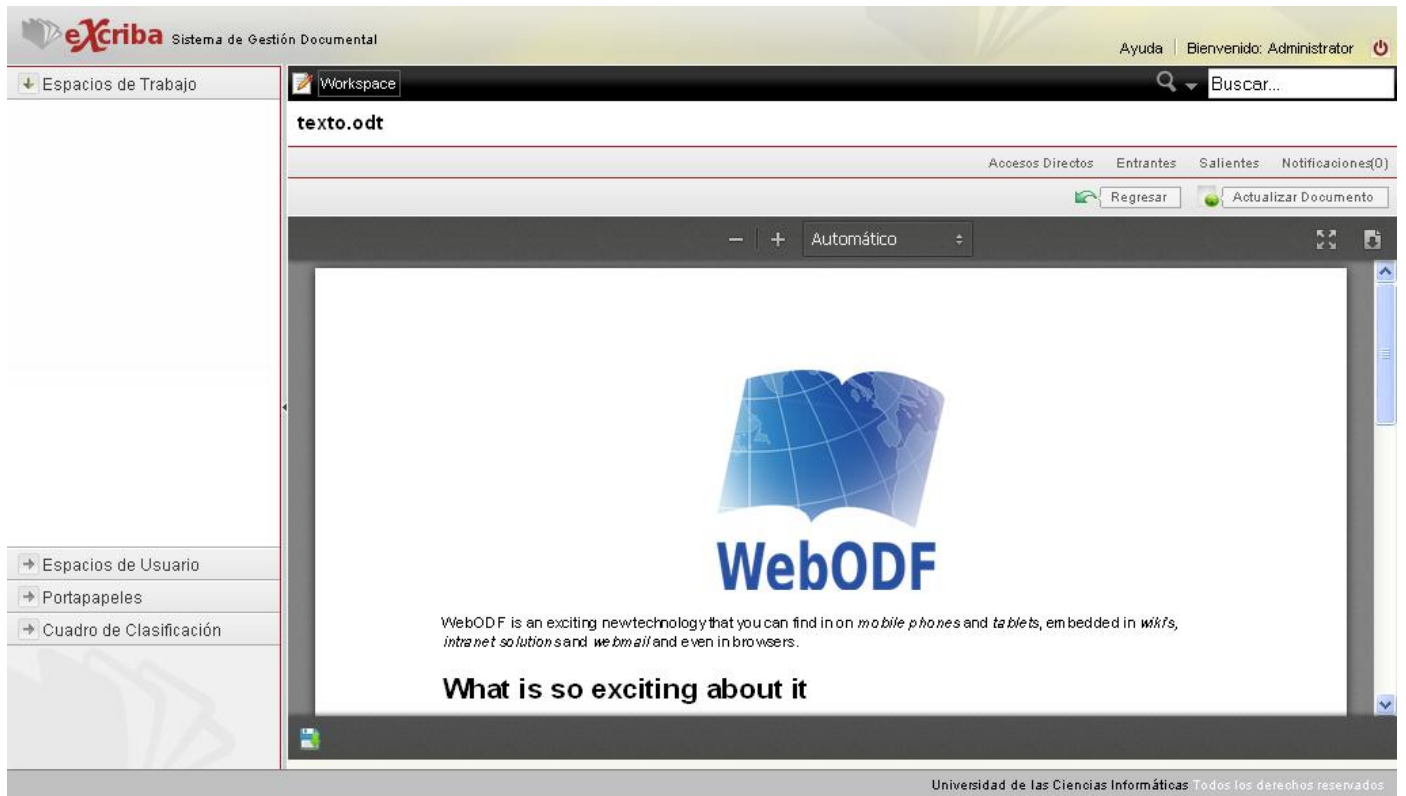 eXcriba Sistema de Gestión Documental
Ayuda Bienvenido: Administrator
Espacios de Trabajo
Workspace
Buscar...
texto.odt
Accesos Directos Entrantes Salientes Notificaciones(0)
Regresar Actualizar Documento
Automático
WebODF
WebODF is an exciting newtechnology that you can find in on mobile phones and tablets, embedded in wiki's,
intranet solutions and webmail and even in browsers.
What is so exciting about it
Espacios de Usuario
Portapapeles
Cuadro de Clasificación
Universidad de las Ciencias Informáticas Todos los derechos reservados